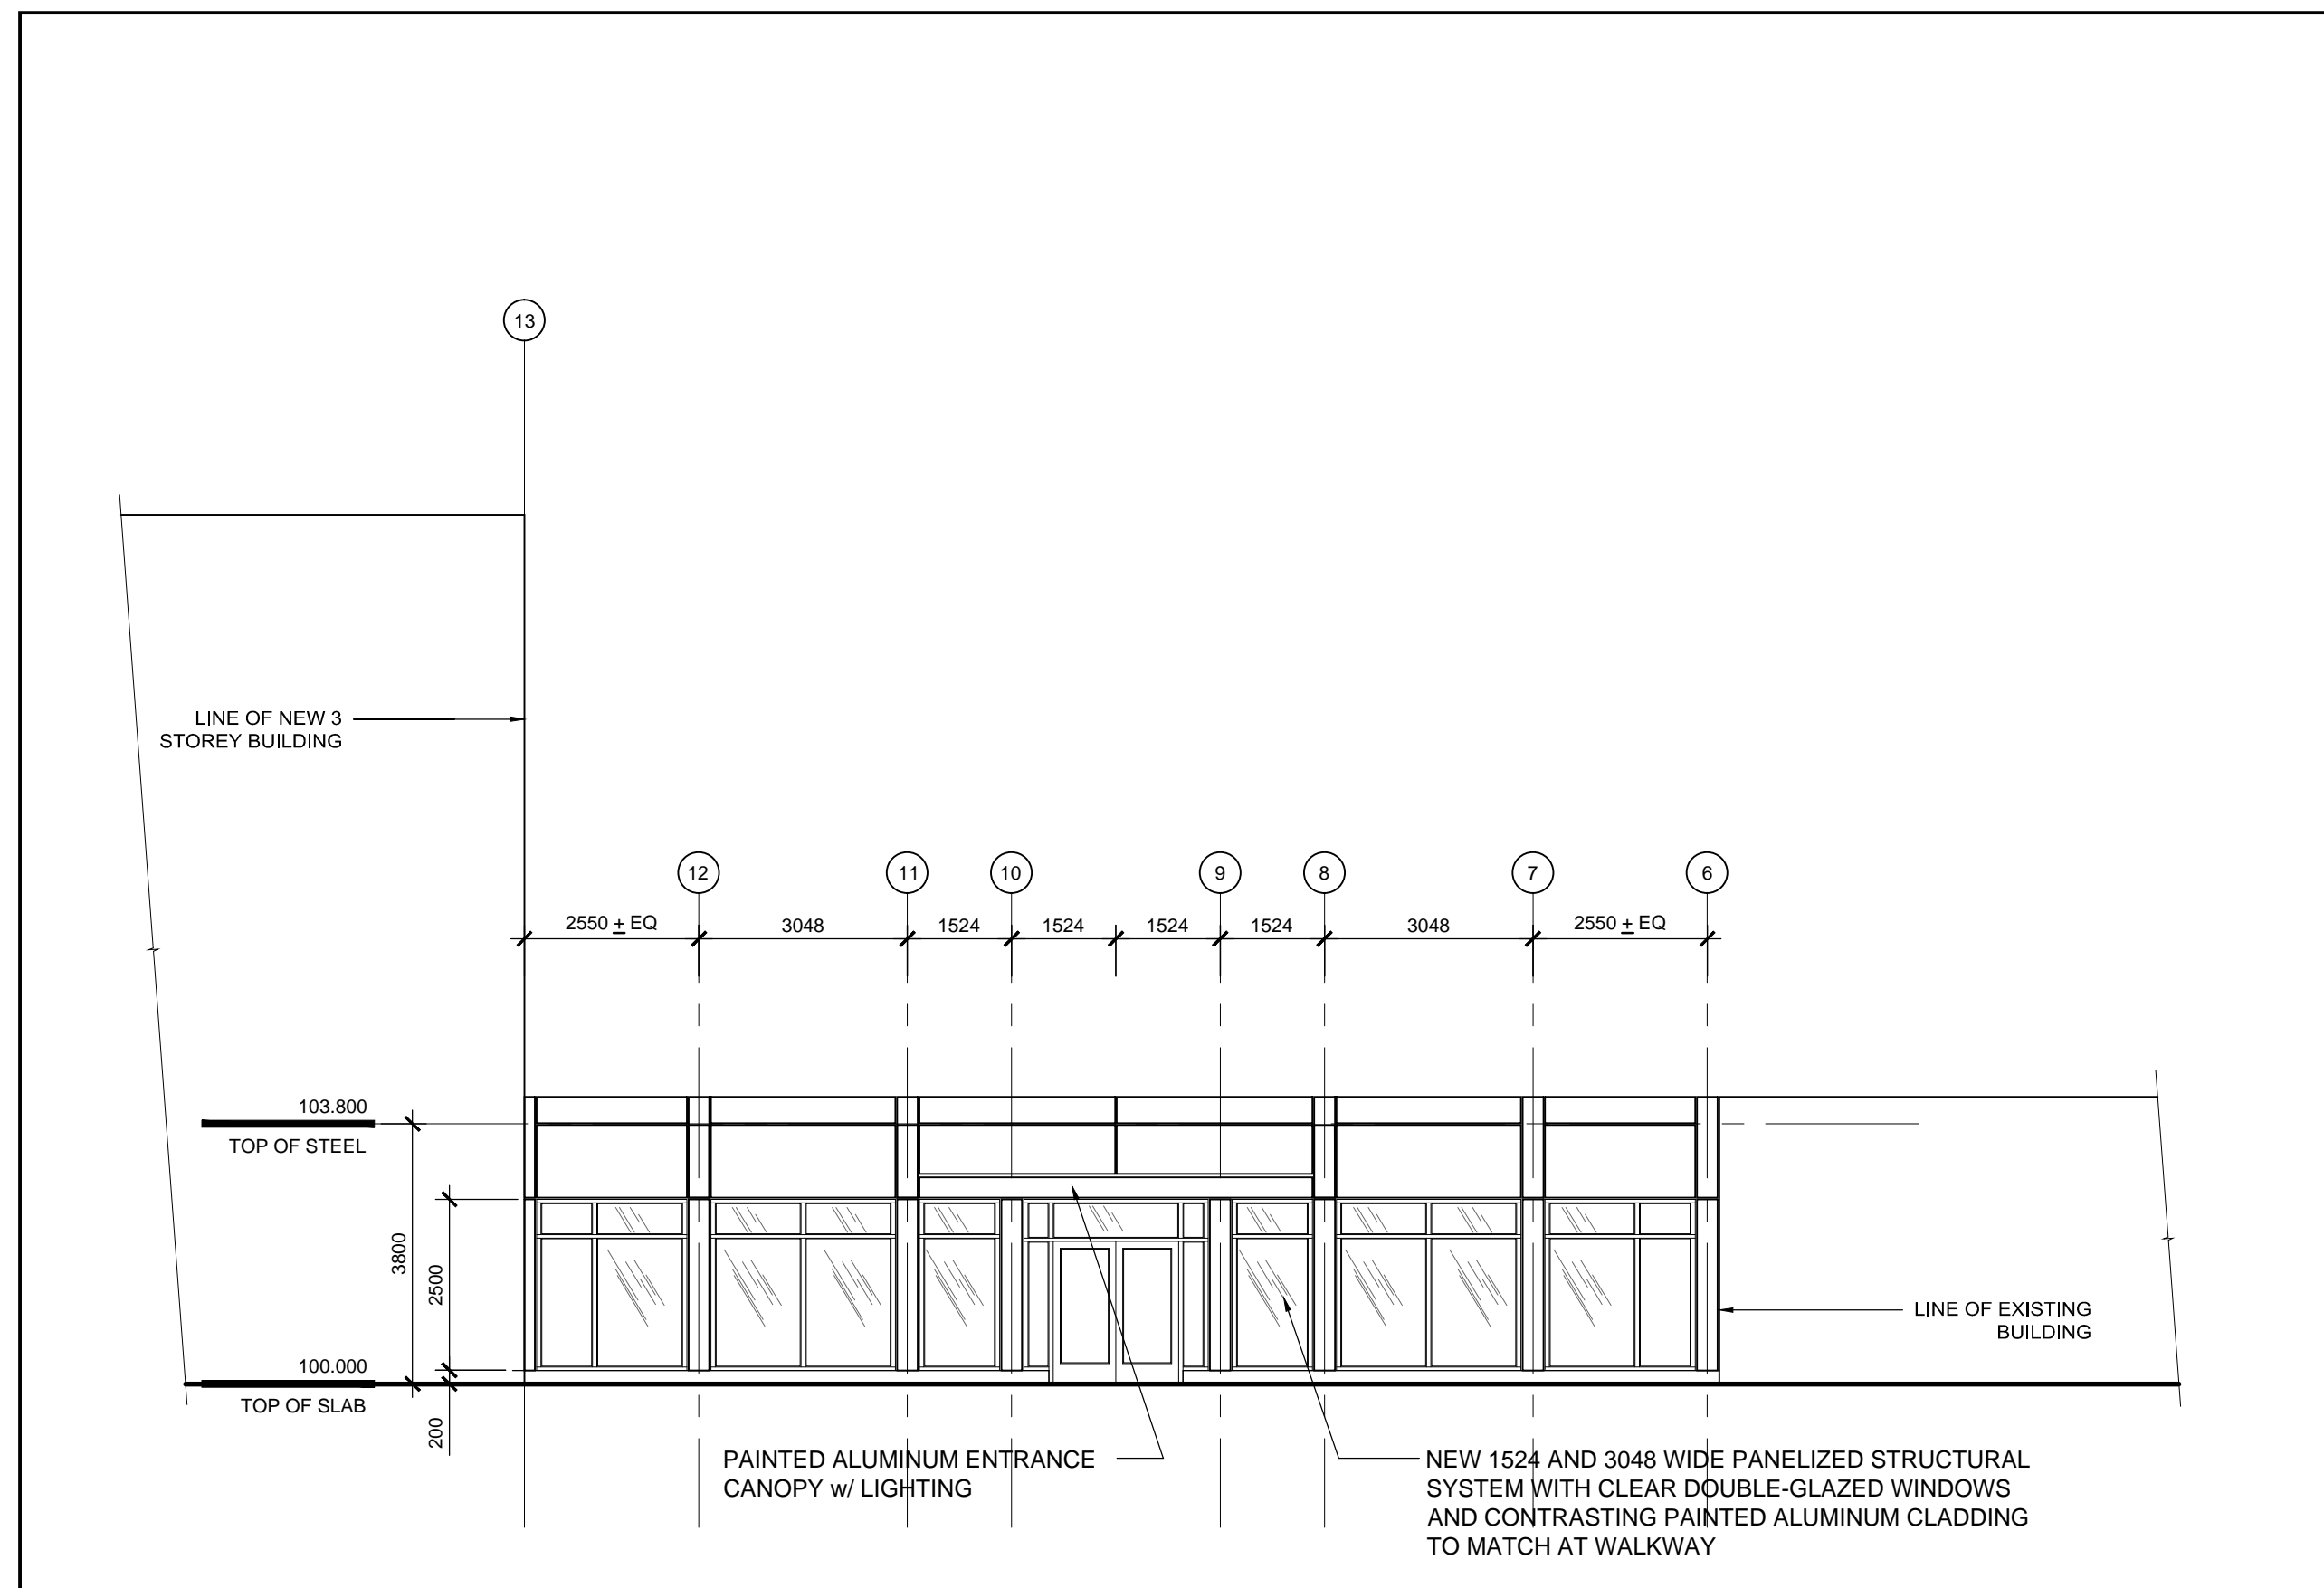 13
LINE OF NEW 3
STOREY BUILDING
12
11
10
9
8
7
6
2550 ± EQ
3048
1524
1524
1524
1524
3048
2550 ± EQ
103.800
TOP OF STEEL
3800
2500
100.000
TOP OF SLAB
200
LINE OF EXISTING
BUILDING
PAINTED ALUMINUM ENTRANCE
CANOPY w/ LIGHTING
NEW 1524 AND 3048 WIDE PANELIZED STRUCTURAL
SYSTEM WITH CLEAR DOUBLE-GLAZED WINDOWS
AND CONTRASTING PAINTED ALUMINUM CLADDING
TO MATCH AT WALKWAY